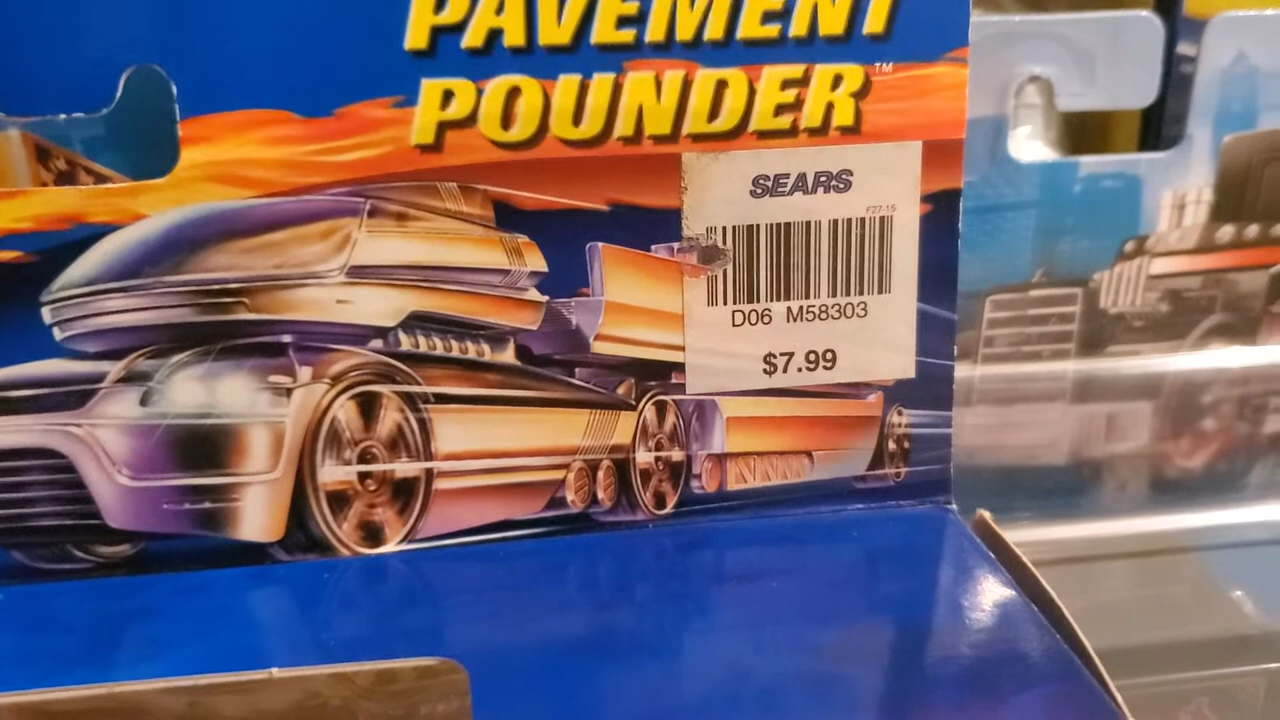 PAVEMENT
POUNDER™
SEARS
F27-15
D06 M58303
$7.99